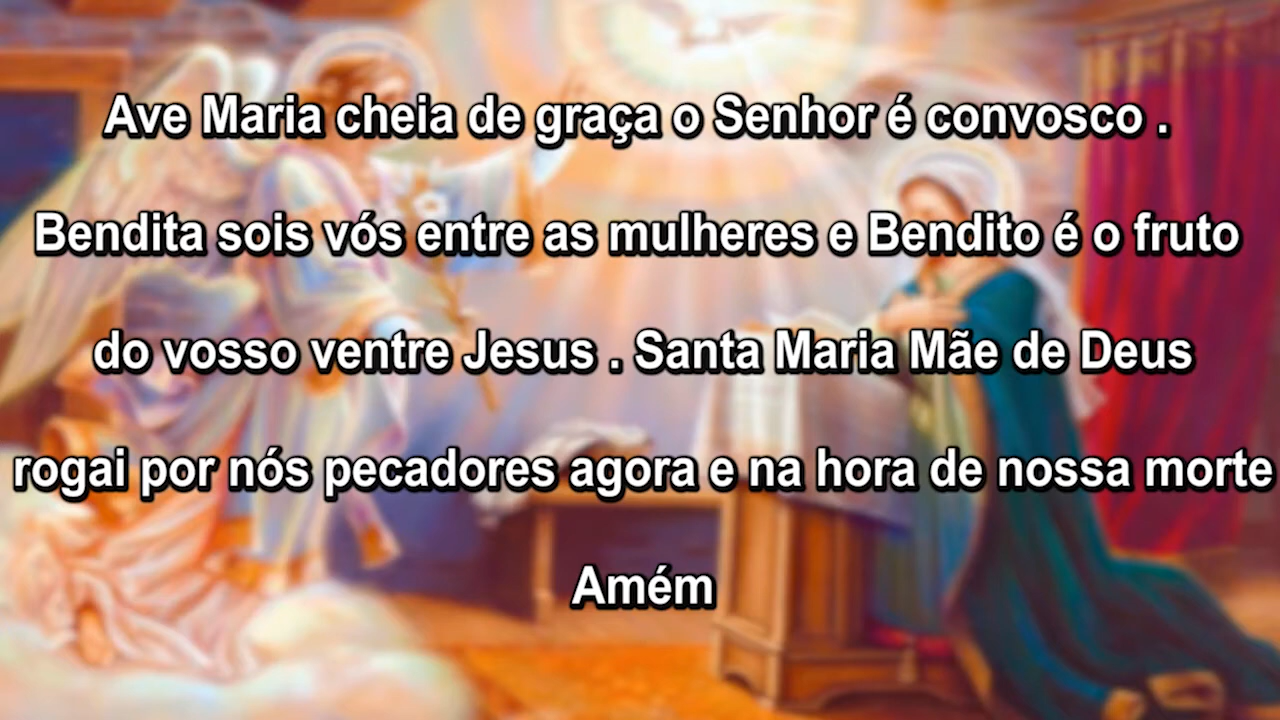 Ave Maria cheia de graça o Senhor é convosco .
Bendita sois vós entre as mulheres e Bendito é o fruto
do vosso ventre Jesus . Santa Maria Mãe de Deus
rogai por nós pecadores agora e na hora de nossa morte
Amém